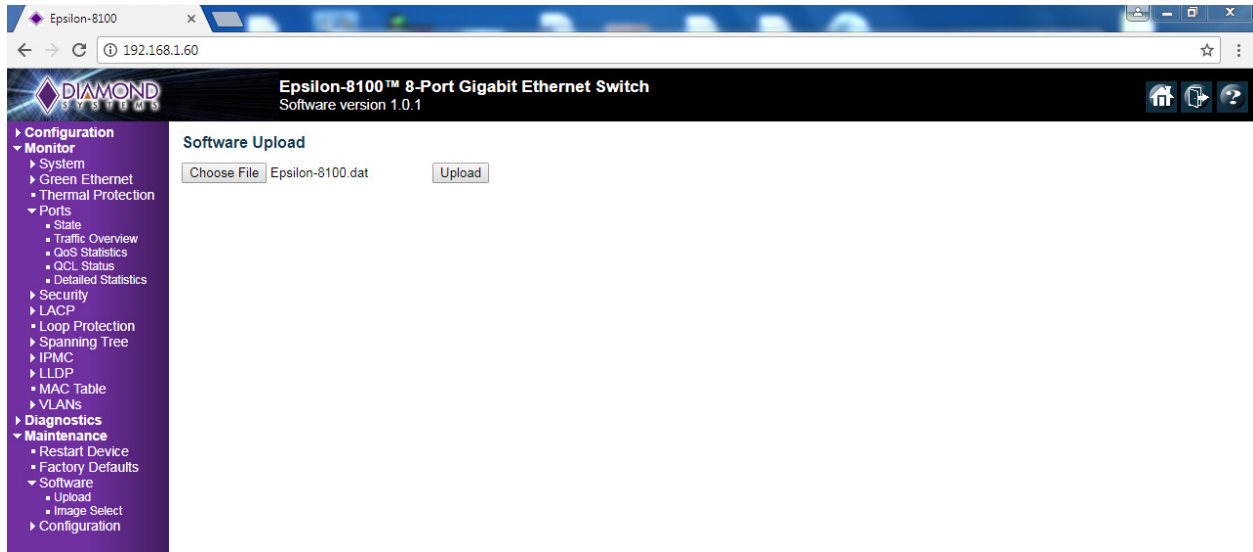 Epsilon-8100
192.168.1.60
DIAMOND
SYSTEMS
Epsilon-8100™ 8-Port Gigabit Ethernet Switch
Software version 1.0.1
Configuration
Monitor
System
Green Ethernet
Thermal Protection
Ports
State
Traffic Overview
QoS Statistics
QCL Status
Detailed Statistics
Security
LACP
Loop Protection
Spanning Tree
IPMC
LLDP
MAC Table
VLANs
Diagnostics
Maintenance
Restart Device
Factory Defaults
Software
Upload
Image Select
Configuration
Software Upload
Choose File Epsilon-8100.dat Upload